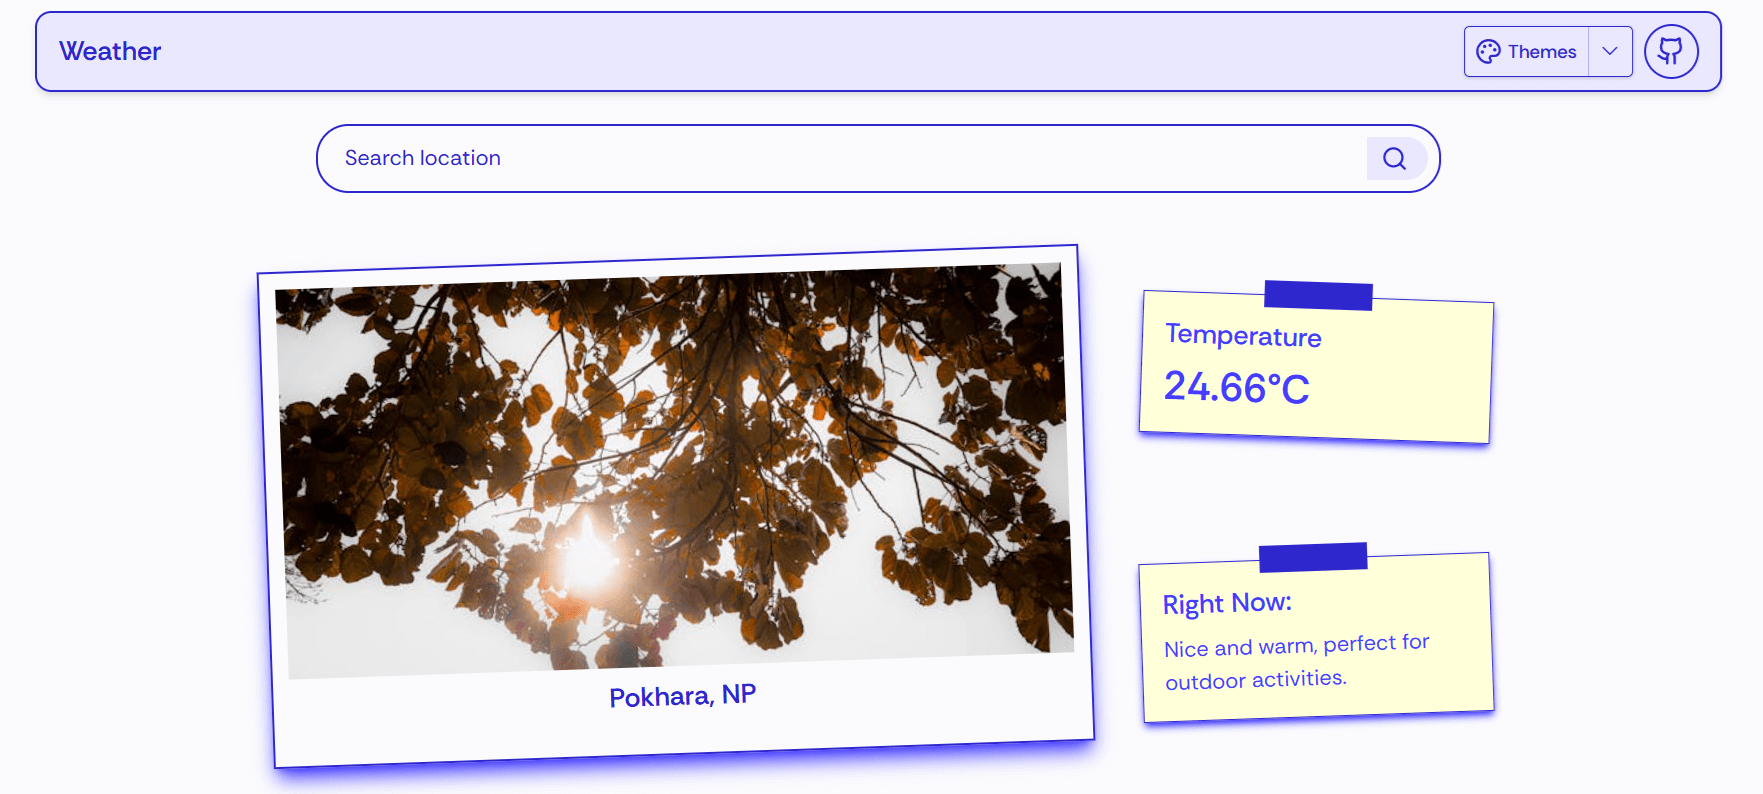 Weather
Themes
Search location
Pokhara, NP
Temperature
24.66°C
Right Now:
Nice and warm, perfect for
outdoor activities.